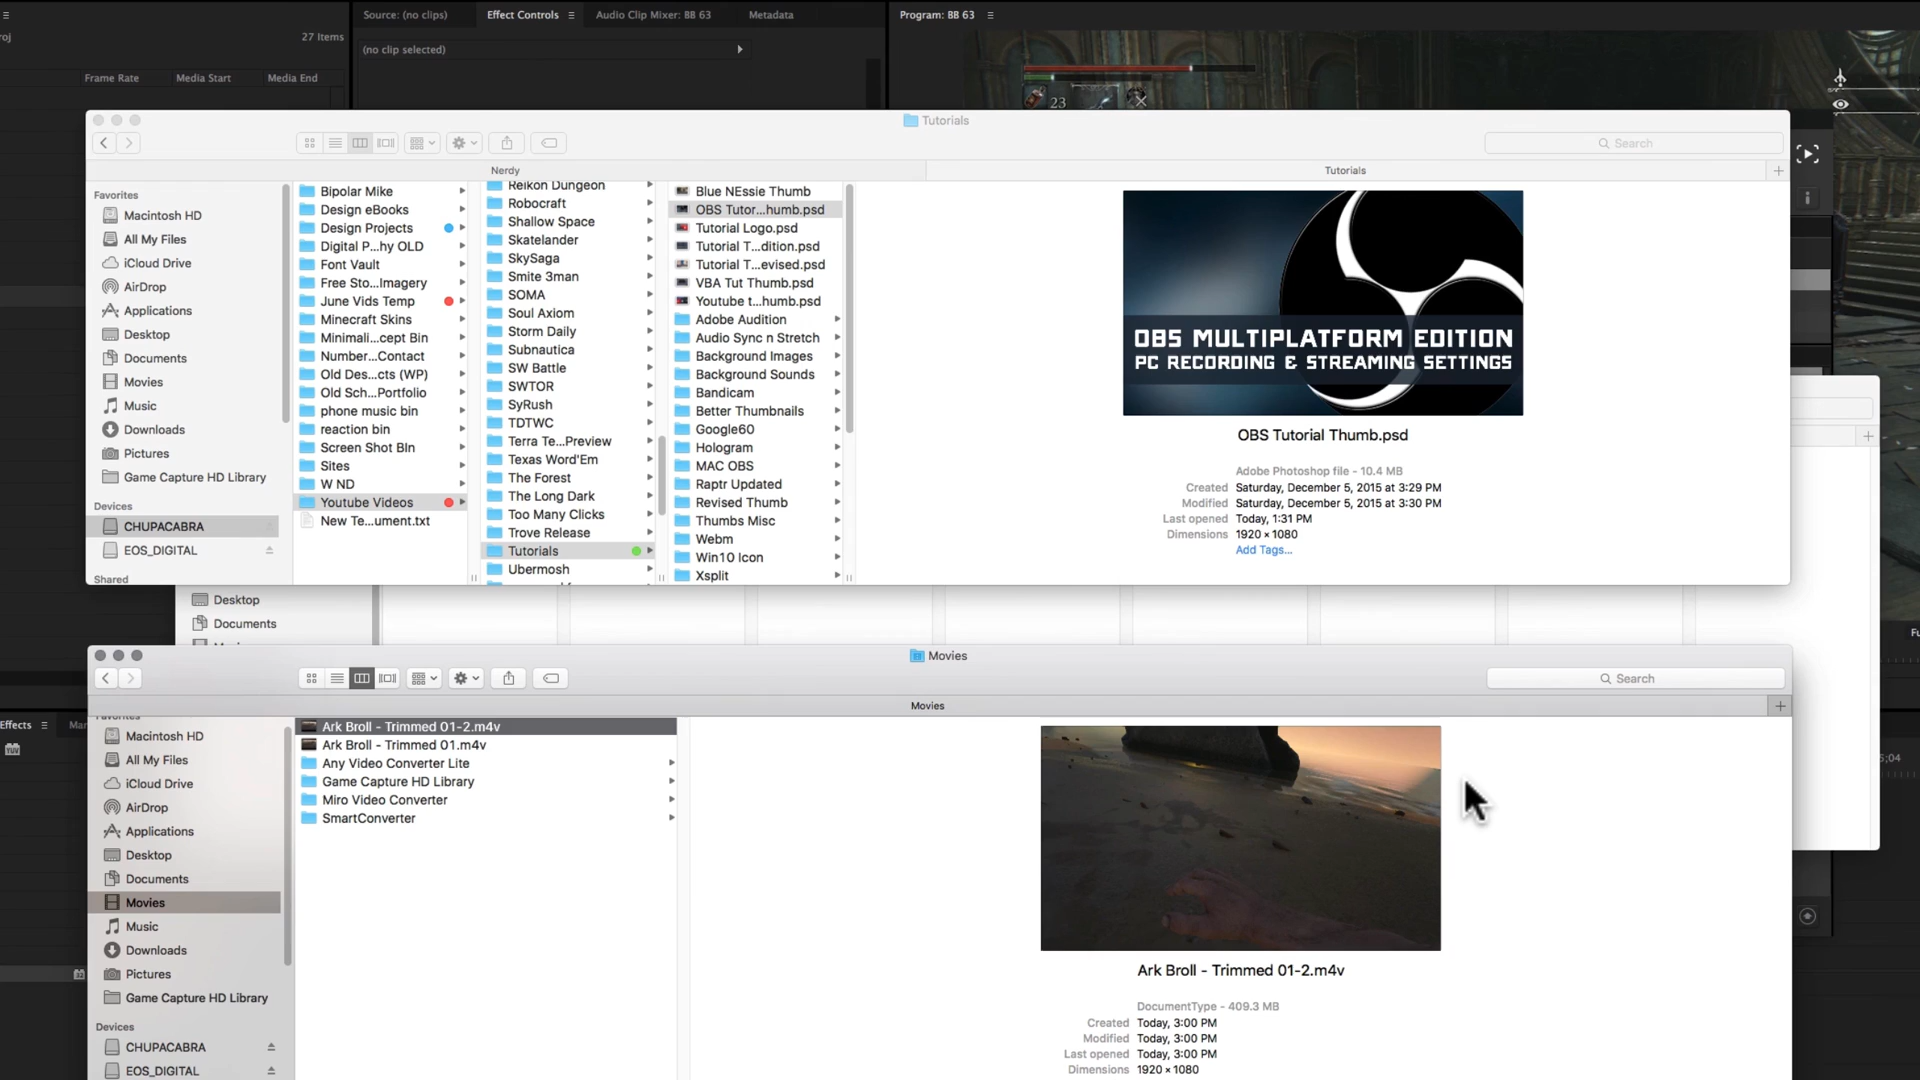 Source: (no clips)
Effect Controls
Audio Clip Mixer: BB 63
Metadata
Program: BB 63
roj
27 Items
(no clip selected)
Frame Rate
Media Start
Media End
23
Tutorials
Search
Nerdy
Tutorials
Favorites
Macintosh HD
All My Files
iCloud Drive
AirDrop
Applications
Desktop
Documents
Movies
Music
Downloads
Pictures
Game Capture HD Library
Devices
CHUPACABRA
EOS_DIGITAL
Shared
Bipolar Mike
Design eBooks
Design Projects
Digital P...hy OLD
Font Vault
Free Sto...Imagery
June Vids Temp
Minecraft Skins
Minimali...cept Bin
Number...Contact
Old Des...cts (WP)
Old Sch...Portfolio
phone music bin
reaction bin
Screen Shot BIn
Sites
W ND
Youtube Videos
New Te...ument.txt
Reikon Dungeon
Robocraft
Shallow Space
Skatelander
SkySaga
Smite 3man
SOMA
Soul Axiom
Storm Daily
Subnautica
SW Battle
SWTOR
SyRush
TDTWC
Terra Te...Preview
Texas Word'Em
The Forest
The Long Dark
Too Many Clicks
Trove Release
Tutorials
Ubermosh
Blue NEssie Thumb
OBS Tutor...humb.psd
Tutorial Logo.psd
Tutorial T...dition.psd
Tutorial T...evised.psd
VBA Tut Thumb.psd
Youtube t...humb.psd
Adobe Audition
Audio Sync n Stretch
Background Images
Background Sounds
Bandicam
Better Thumbnails
Google60
Hologram
MAC OBS
Raptr Updated
Revised Thumb
Thumbs Misc
Webm
Win10 Icon
Xsplit
OBS MULTIPLATFORM EDITION
PC RECORDING & STREAMING SETTINGS
OBS Tutorial Thumb.psd
Adobe Photoshop file - 10.4 MB
Created Saturday, December 5, 2015 at 3:29 PM
Modified Saturday, December 5, 2015 at 3:30 PM
Last opened Today, 1:31 PM
Dimensions 1920 × 1080
Add Tags...
Desktop
Documents
Fu
Movies
Search
Movies
Effects
Mar
5;04
Favorites
Macintosh HD
All My Files
iCloud Drive
AirDrop
Applications
Desktop
Documents
Movies
Music
Downloads
Pictures
Game Capture HD Library
Devices
CHUPACABRA
EOS_DIGITAL
Ark Broll - Trimmed 01-2.m4v
Ark Broll - Trimmed 01.m4v
Any Video Converter Lite
Game Capture HD Library
Miro Video Converter
SmartConverter
Ark Broll - Trimmed 01-2.m4v
DocumentType - 409.3 MB
Created Today, 3:00 PM
Modified Today, 3:00 PM
Last opened Today, 3:00 PM
Dimensions 1920 × 1080